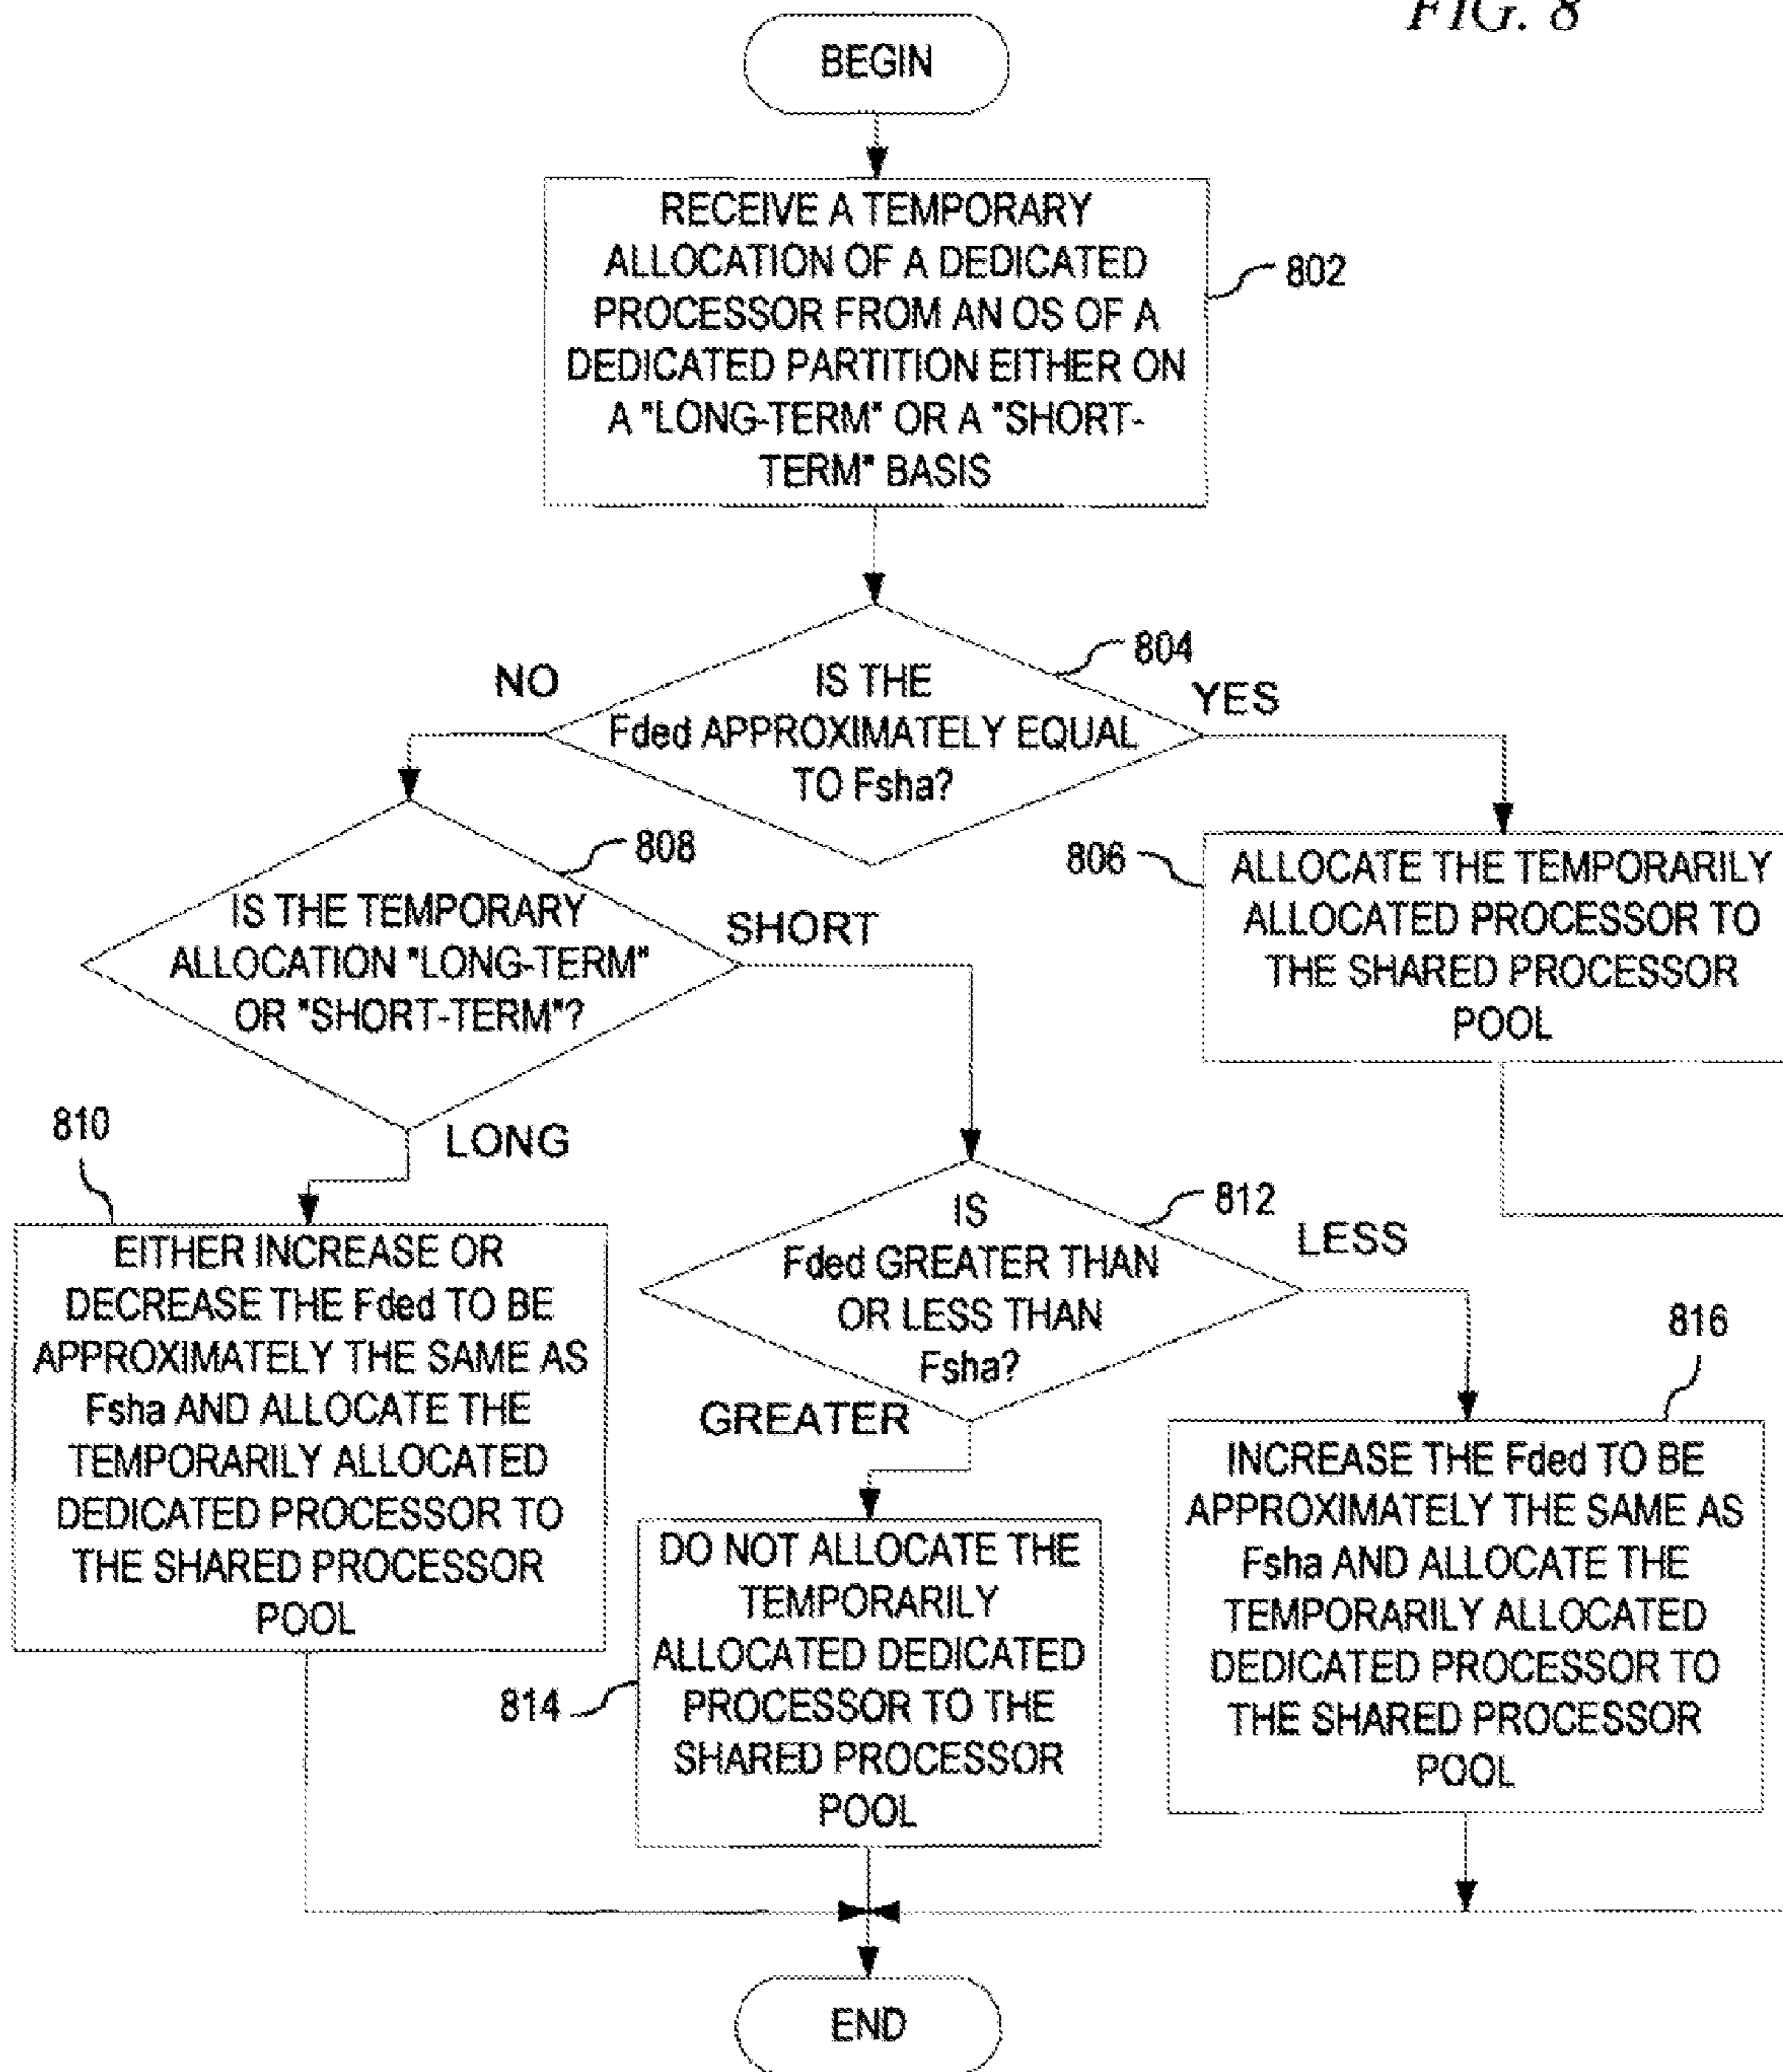 FIG. 8
BEGIN
RECEIVE A TEMPORARY
ALLOCATION OF A DEDICATED
PROCESSOR FROM AN OS OF A
DEDICATED PARTITION EITHER ON
A "LONG-TERM" OR A "SHORT-
TERM" BASIS
802
804
NO
IS THE
Fded APPROXIMATELY EQUAL
TO Fsha?
YES
808
IS THE TEMPORARY
ALLOCATION "LONG-TERM"
OR "SHORT-TERM"?
SHORT
LONG
806
ALLOCATE THE TEMPORARILY
ALLOCATED PROCESSOR TO
THE SHARED PROCESSOR
POOL
810
EITHER INCREASE OR
DECREASE THE Fded TO BE
APPROXIMATELY THE SAME AS
Fsha AND ALLOCATE THE
TEMPORARILY ALLOCATED
DEDICATED PROCESSOR TO
THE SHARED PROCESSOR
POOL
812
IS
Fded GREATER THAN
OR LESS THAN
Fsha?
LESS
GREATER
814
DO NOT ALLOCATE THE
TEMPORARILY
ALLOCATED DEDICATED
PROCESSOR TO THE
SHARED PROCESSOR
POOL
816
INCREASE THE Fded TO BE
APPROXIMATELY THE SAME AS
Fsha AND ALLOCATE THE
TEMPORARILY ALLOCATED
DEDICATED PROCESSOR TO
THE SHARED PROCESSOR
POOL
END